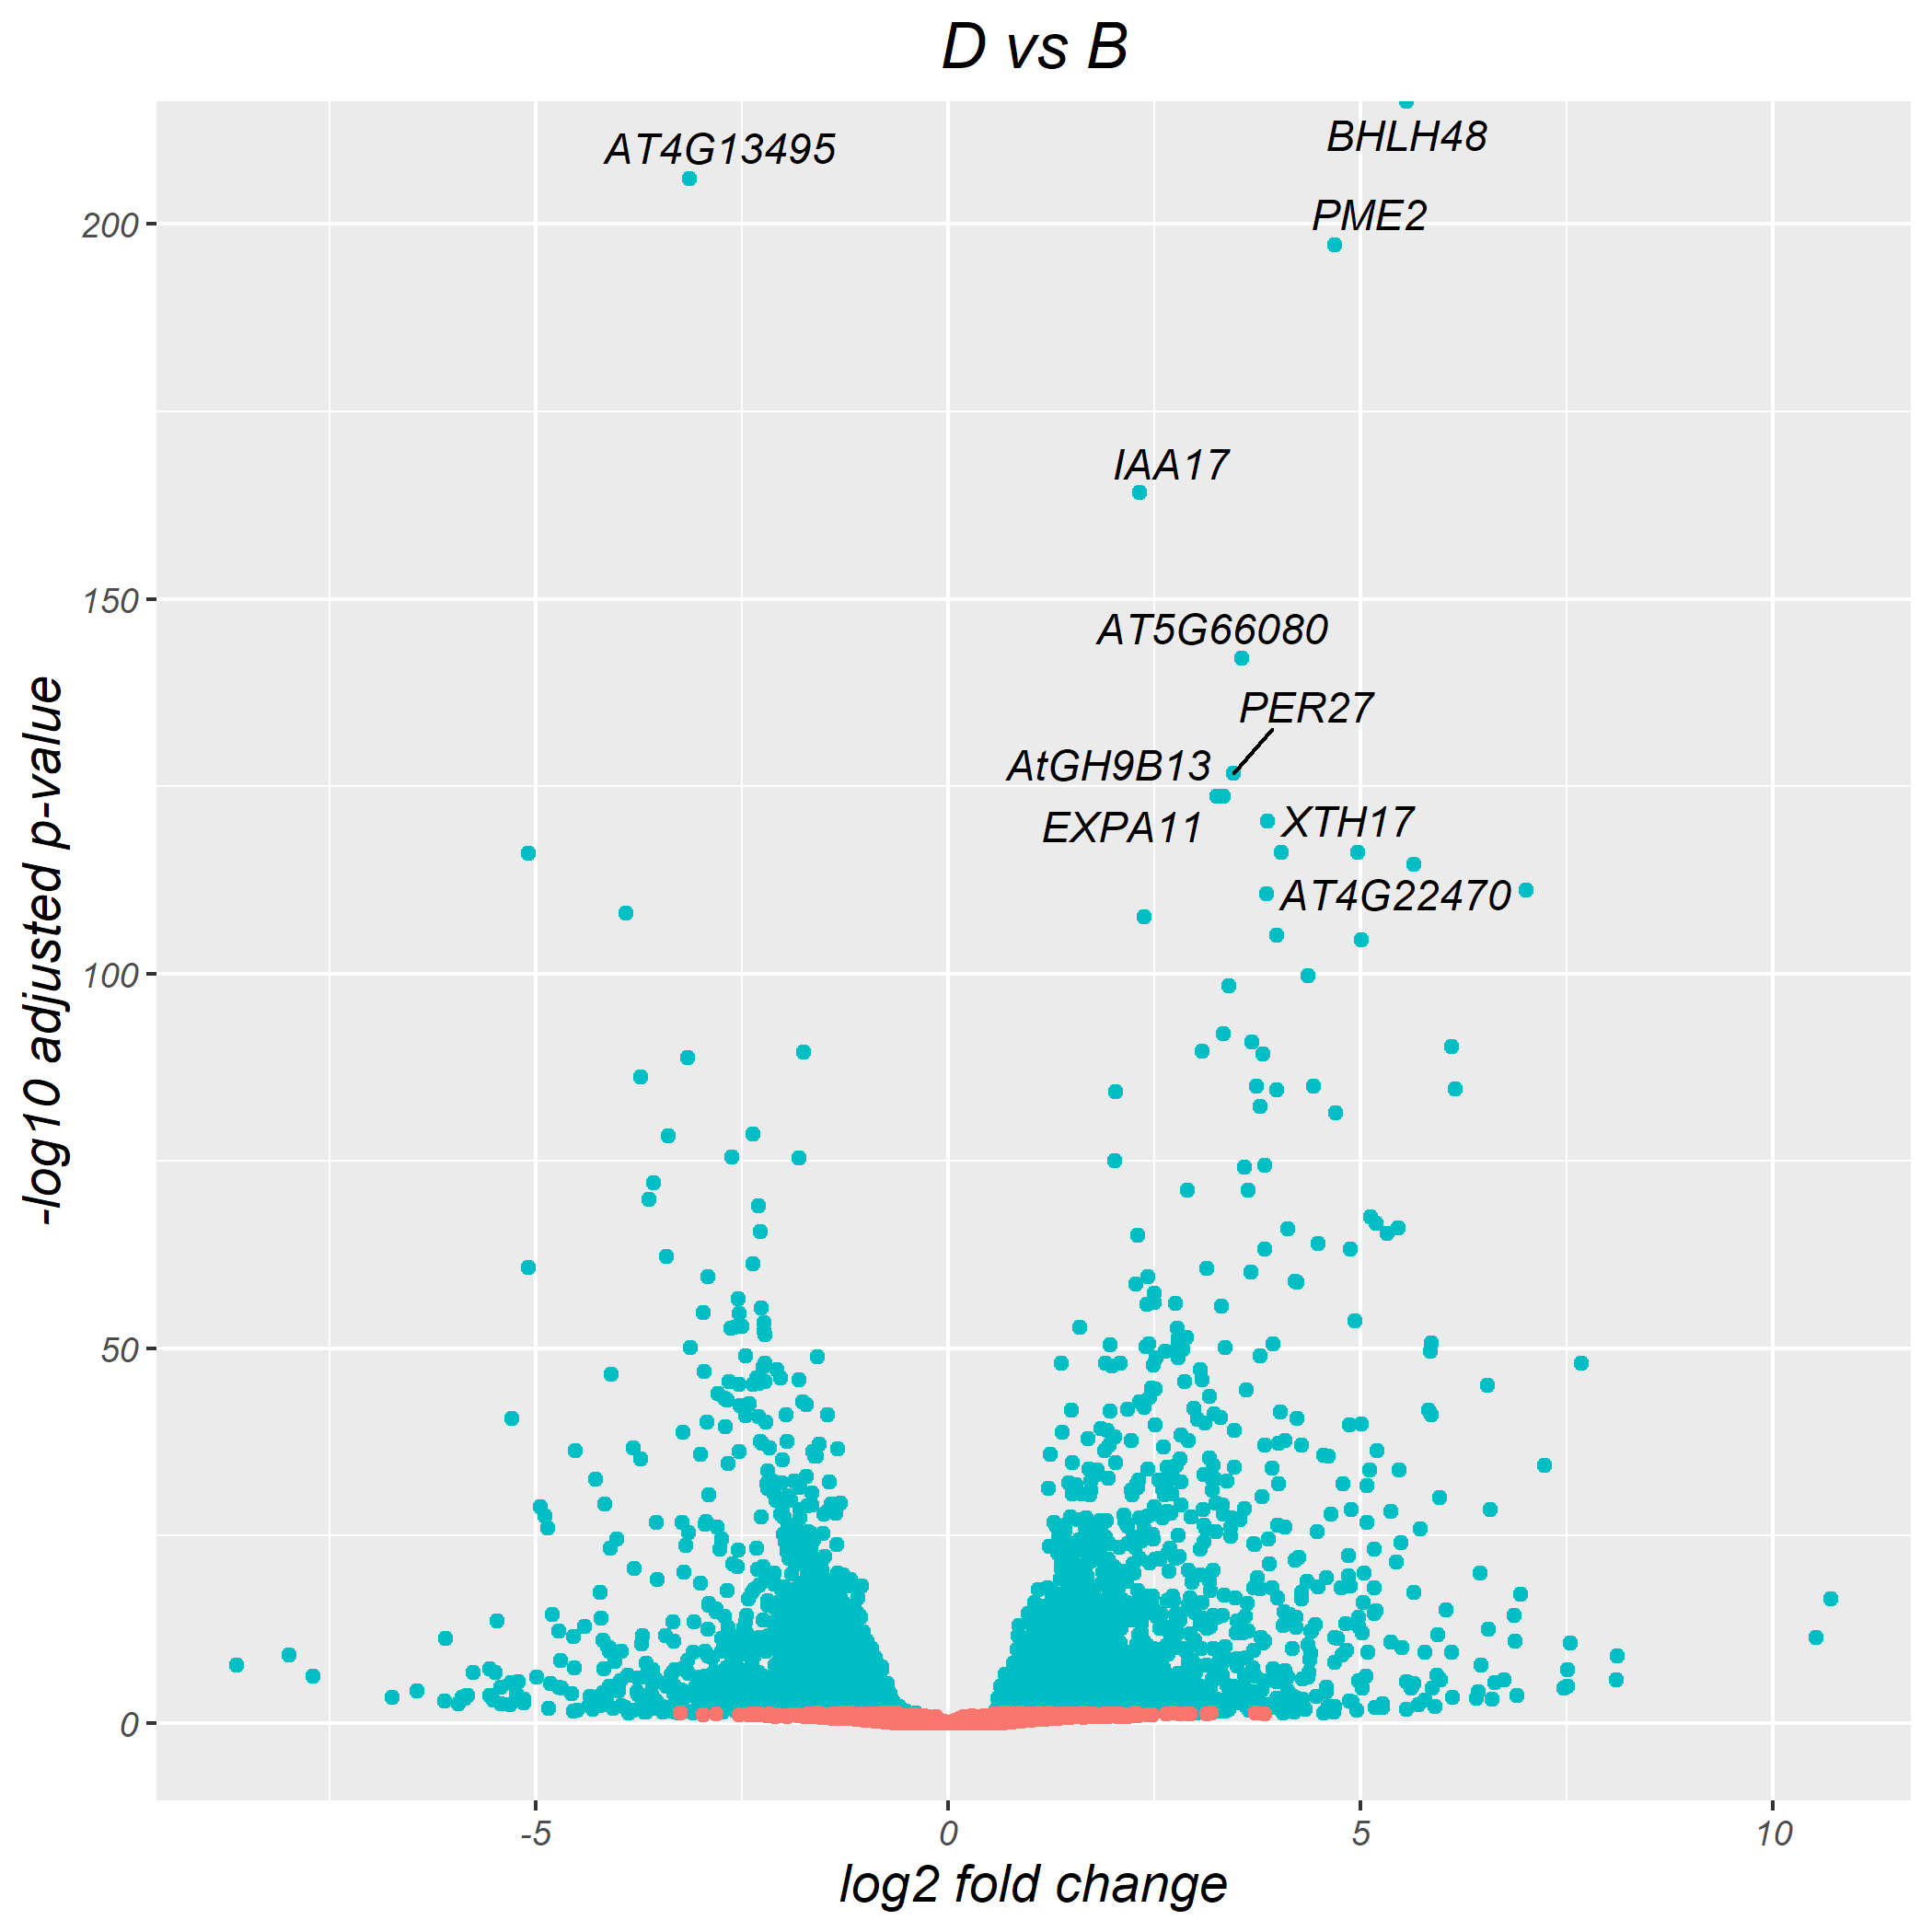 D vs B
AT4G13495
BHLH48
PME2
IAA17
AT5G66080
PER27
AtGH9B13
EXPA11
XTH17
AT4G22470
-log10 adjusted p-value
200
150
100
50
0
-5
0
5
10
log2 fold change